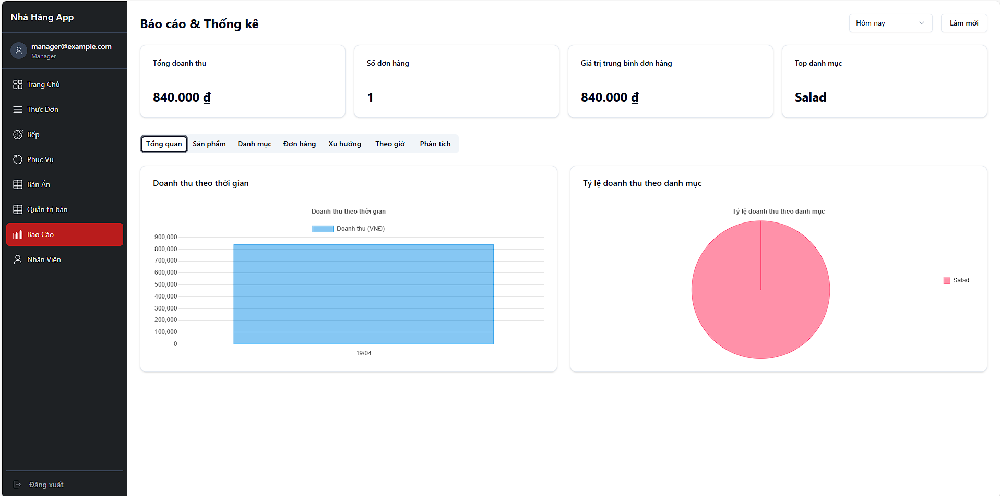 Nhà Hàng App
manager@example.com
Manager
Trang Chủ
Thực Đơn
Bếp
Phục Vụ
Bàn Ăn
Quản trị bàn
Báo Cáo
Nhân Viên
Đăng xuất
Báo cáo & Thống kê
Hôm nay
Làm mới
Tổng doanh thu
840.000 ₫
Số đơn hàng
1
Giá trị trung bình đơn hàng
840.000 ₫
Top danh mục
Salad
Tổng quan
Sản phẩm
Danh mục
Đơn hàng
Xu hướng
Theo giờ
Phân tích
Doanh thu theo thời gian
Doanh thu theo thời gian
Doanh thu (VNĐ)
900,000
800,000
700,000
600,000
500,000
400,000
300,000
200,000
100,000
0
19/04
Tỷ lệ doanh thu theo danh mục
Tỷ lệ doanh thu theo danh mục
Salad